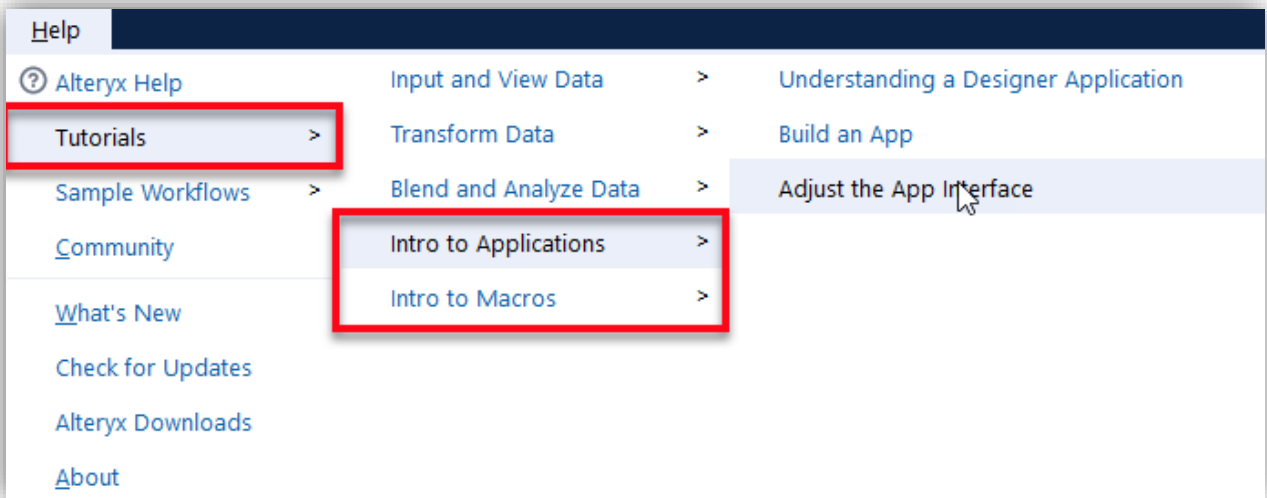 Help
Alteryx Help
Tutorials >
Sample Workflows >
Community
What's New
Check for Updates
Alteryx Downloads
About
Input and View Data >
Transform Data >
Blend and Analyze Data >
Intro to Applications >
Intro to Macros >
Understanding a Designer Application
Build an App
Adjust the App Interface